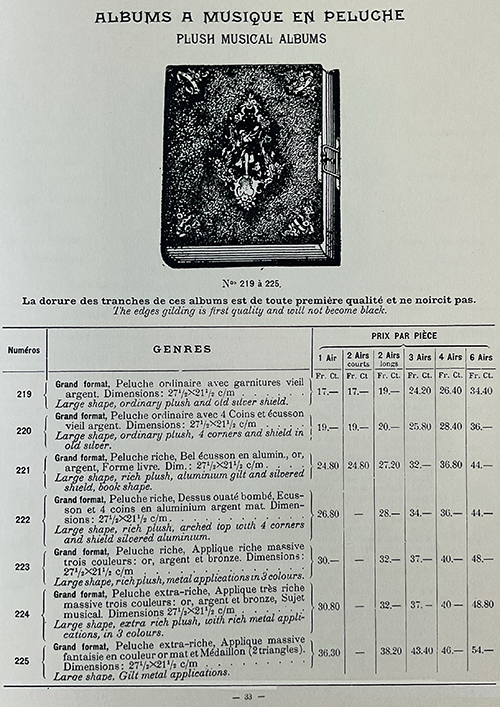 ALBUMS A MUSIQUE EN PELUCHE
PLUSH MUSICAL ALBUMS
Nos 219 à 225.
La dorure des tranches de ces albums est de toute première qualité et ne noircit pas.
The edges gilding is first quality and will not become black.
Numéros GENRES PRIX PAR PIÈCE
1 Air 2 Airs courts 2 Airs longs 3 Airs 4 Airs 6 Airs
Fr. Ct. Fr. Ct Fr. Ct. Fr. Ct. Fr. Ct. Fr. Ct.
219 Grand format, Peluche ordinaire avec garnitures vieil
argent. Dimensions: 27½×21½ c/m . . . . 17.— 17.— 19.— 24.20 26.40 34.40
Large shape, ordinary plush and old silver shield.
220 Grand format, Peluche ordinaire avec 4 Coins et écusson
vieil argent. Dimensions: 27½×21½ c/m . . . . 19.— 19.— 20.— 25.80 28.40 36.—
Large shape, ordinary plush, 4 corners and shield in
old silver.
221 Grand format, Peluche riche, Bel écusson en alumin., or,
argent, Forme livre. Dim.: 27½×21½ c/m . . . . 24.80 24.80 27.20 32.— 36.80 44.—
Large shape, rich plush, aluminium gilt and silvered
shield, book shape.
222 Grand format, Peluche riche, Dessus ouaté bombé, Ecus-
son et 4 coins en aluminium argent mat. Dimen-
sions: 27½×21½ c/m . . . . 26.80 — 28.— 34.— 36.— 44.—
Large shape, rich plush, arched top with 4 corners
and shield silvered aluminium.
223 Grand format, Peluche riche, Applique riche massive
trois couleurs: or, argent et bronze. Dimensions:
27½×21½ c/m . . . . 30.— — 32.— 37.— 40.— 48.—
Large shape, rich plush, metal applications in 3 colours.
224 Grand format, Peluche extra-riche, Applique très riche
massive trois couleurs: or, argent et bronze, Sujet
musical. Dimensions 27½×21½ c/m . . . . 30.80 — 32.— 37.— 40— 48.80
Large shape, extra rich plush, with rich metal appli-
cations, in 3 colours.
225 Grand format, Peluche extra-riche, Applique massive
fantaisie en couleur or mat et Médaillon (2 triangles).
Dimensions: 27½×21½ c/m . . . . 36.30 — 38.20 43.40 46.— 54.—
Large shape. Gilt metal applications.
— 33 —